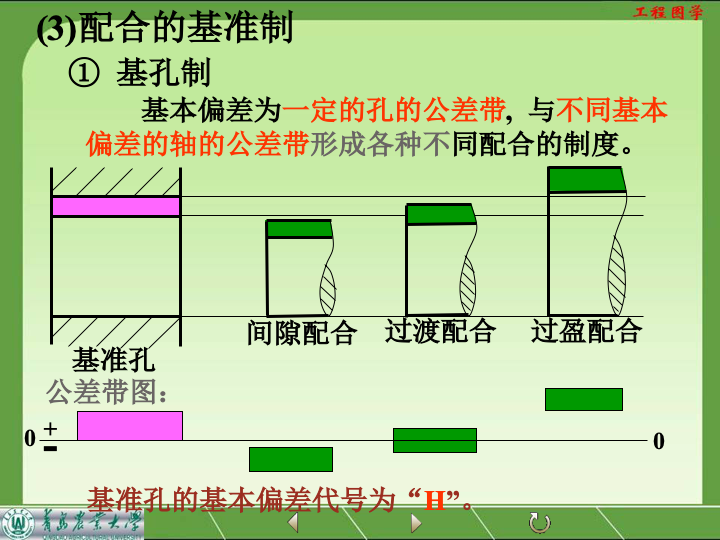 工程图学
(3)配合的基准制
① 基孔制
基本偏差为一定的孔的公差带，与不同基本
偏差的轴的公差带形成各种不同配合的制度。
间隙配合 过渡配合 过盈配合
基准孔
公差带图：
0 + - 0
基准孔的基本偏差代号为“H”。
青岛农业大学